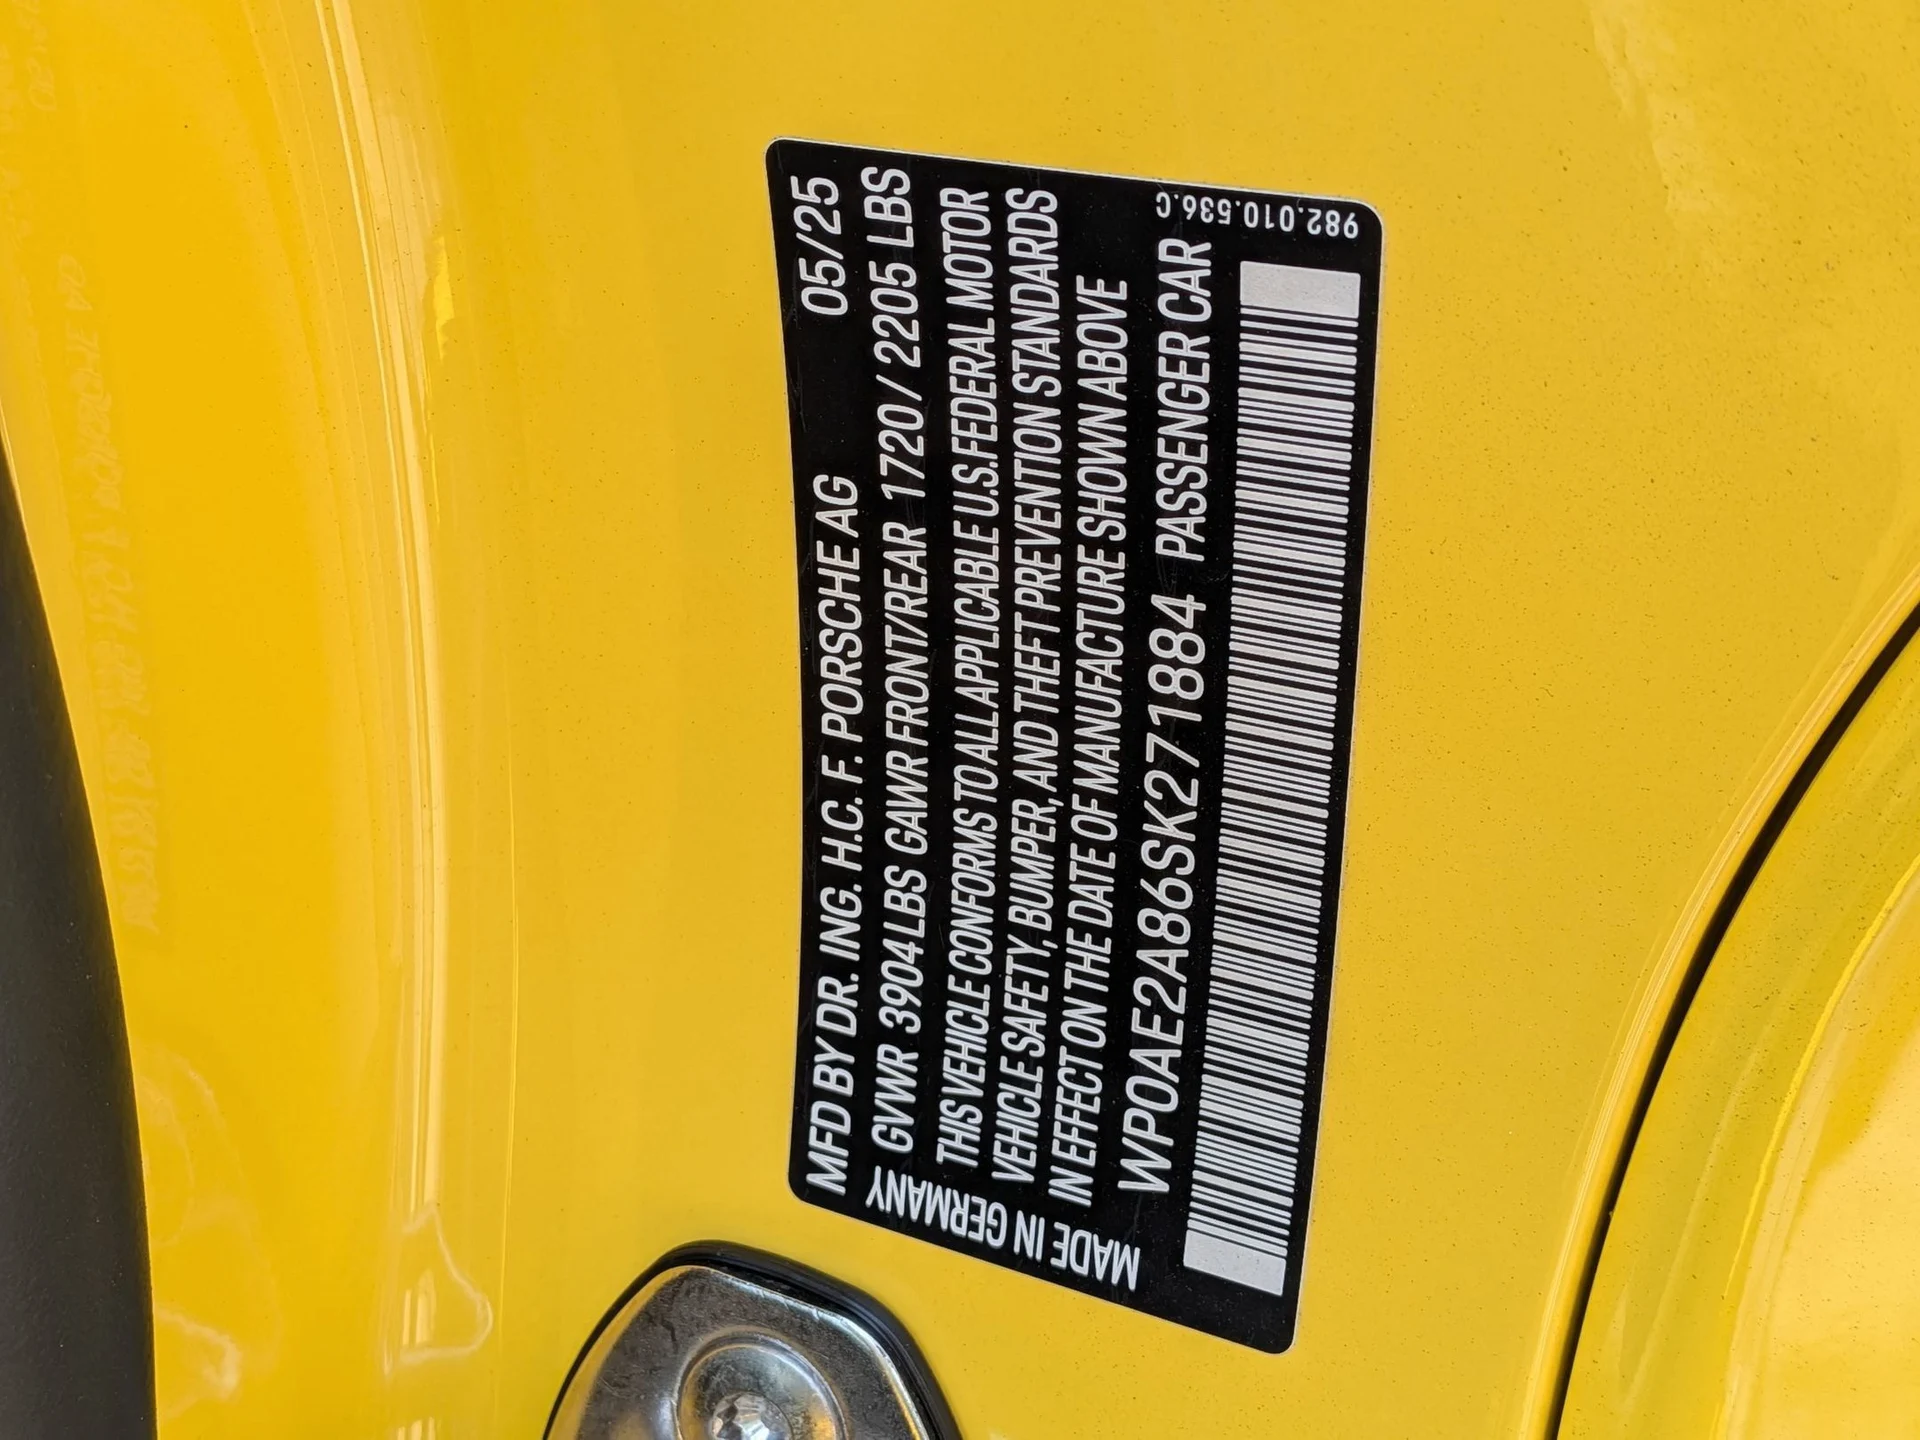 MFD BY DR. ING. H.C. F. PORSCHE AG 05/25
GVWR 3904 LBS GAWR FRONT/REAR 1720 / 2205 LBS
THIS VEHICLE CONFORMS TO ALL APPLICABLE U.S. FEDERAL MOTOR
VEHICLE SAFETY, BUMPER, AND THEFT PREVENTION STANDARDS
IN EFFECT ON THE DATE OF MANUFACTURE SHOWN ABOVE
WP0AE2A86SK271884 PASSENGER CAR
MADE IN GERMANY
982.010.536.C